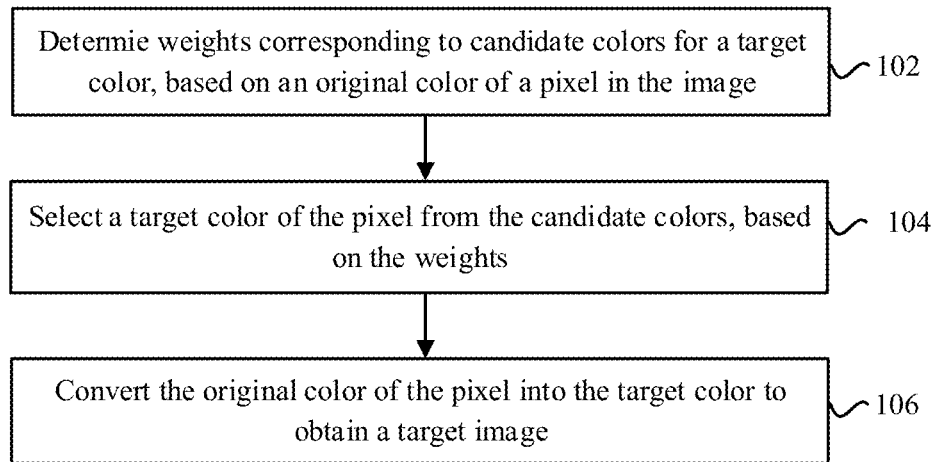 Determie weights corresponding to candidate colors for a target
color, based on an original color of a pixel in the image
102
Select a target color of the pixel from the candidate colors, based
on the weights
104
Convert the original color of the pixel into the target color to
obtain a target image
106